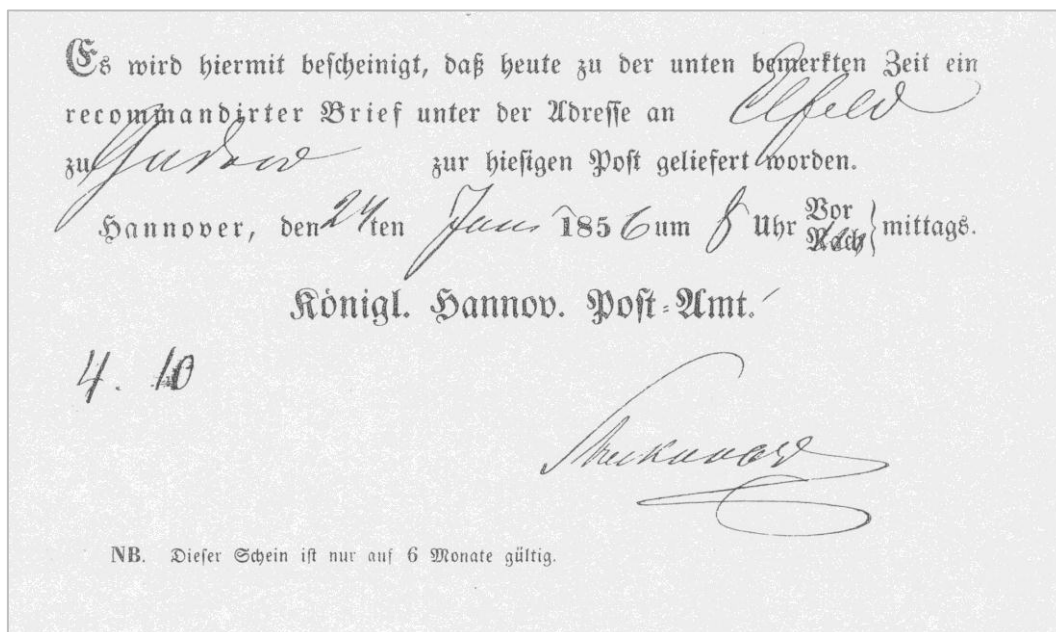 Es wird hiermit bescheinigt, daß heute zu der unten bemerkten Zeit ein
recommandirter Brief unter der Adresse an Elfeld
zu Gudow zur hiesigen Post geliefert worden.
Hannover, den 24ten Juni 1856 um 8 Uhr Vor
Nach mittags.
Königl. Hannov. Post-Amt.
4. 10
NB. Dieser Schein ist nur auf 6 Monate gültig.